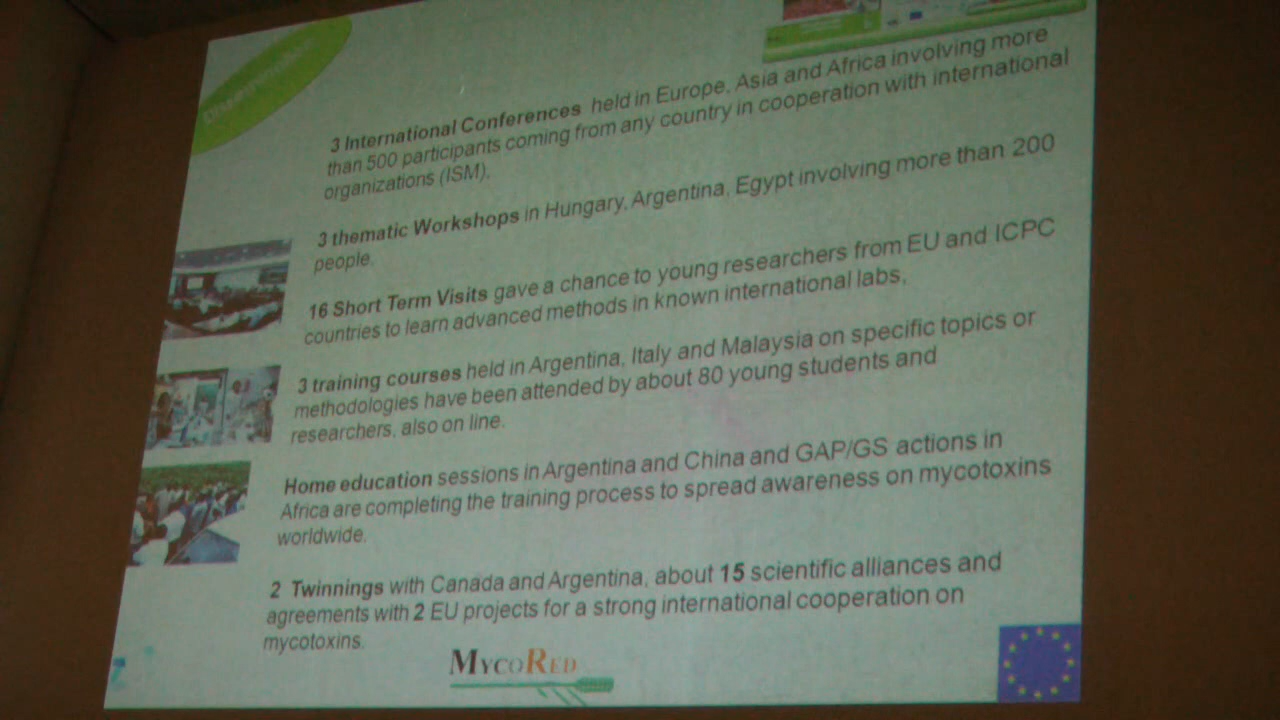 3 International Conferences held in Europe, Asia and Africa involving more
than 500 participants coming from any country in cooperation with international
organizations (ISM).
3 thematic Workshops in Hungary, Argentina, Egypt involving more than 200
people.
16 Short Term Visits gave a chance to young researchers from EU and ICPC
countries to learn advanced methods in known international labs,
3 training courses held in Argentina, Italy and Malaysia on specific topics or
methodologies have been attended by about 80 young students and
researchers, also on line.
Home education sessions in Argentina and China and GAP/GS actions in
Africa are completing the training process to spread awareness on mycotoxins
worldwide.
2 Twinnings with Canada and Argentina, about 15 scientific alliances and
agreements with 2 EU projects for a strong international cooperation on
mycotoxins.
MYCORED